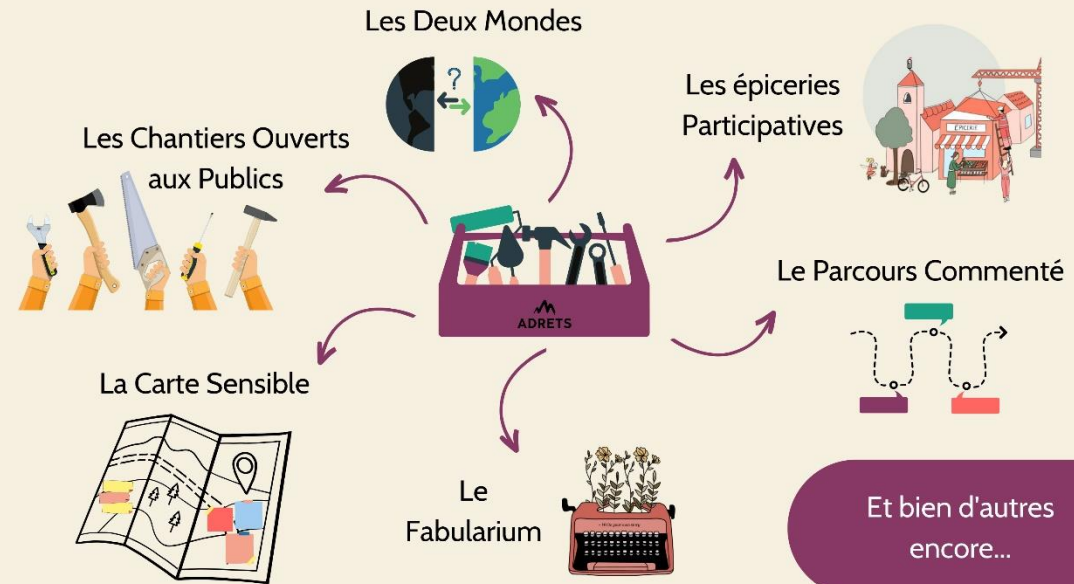 Les Deux Mondes
?
Les épiceries
Participatives
ÉPICERIE
Les Chantiers Ouverts
aux Publics
ADRETS
Le Parcours Commenté
La Carte Sensible
Le
Fabularium
Et bien d'autres
encore...